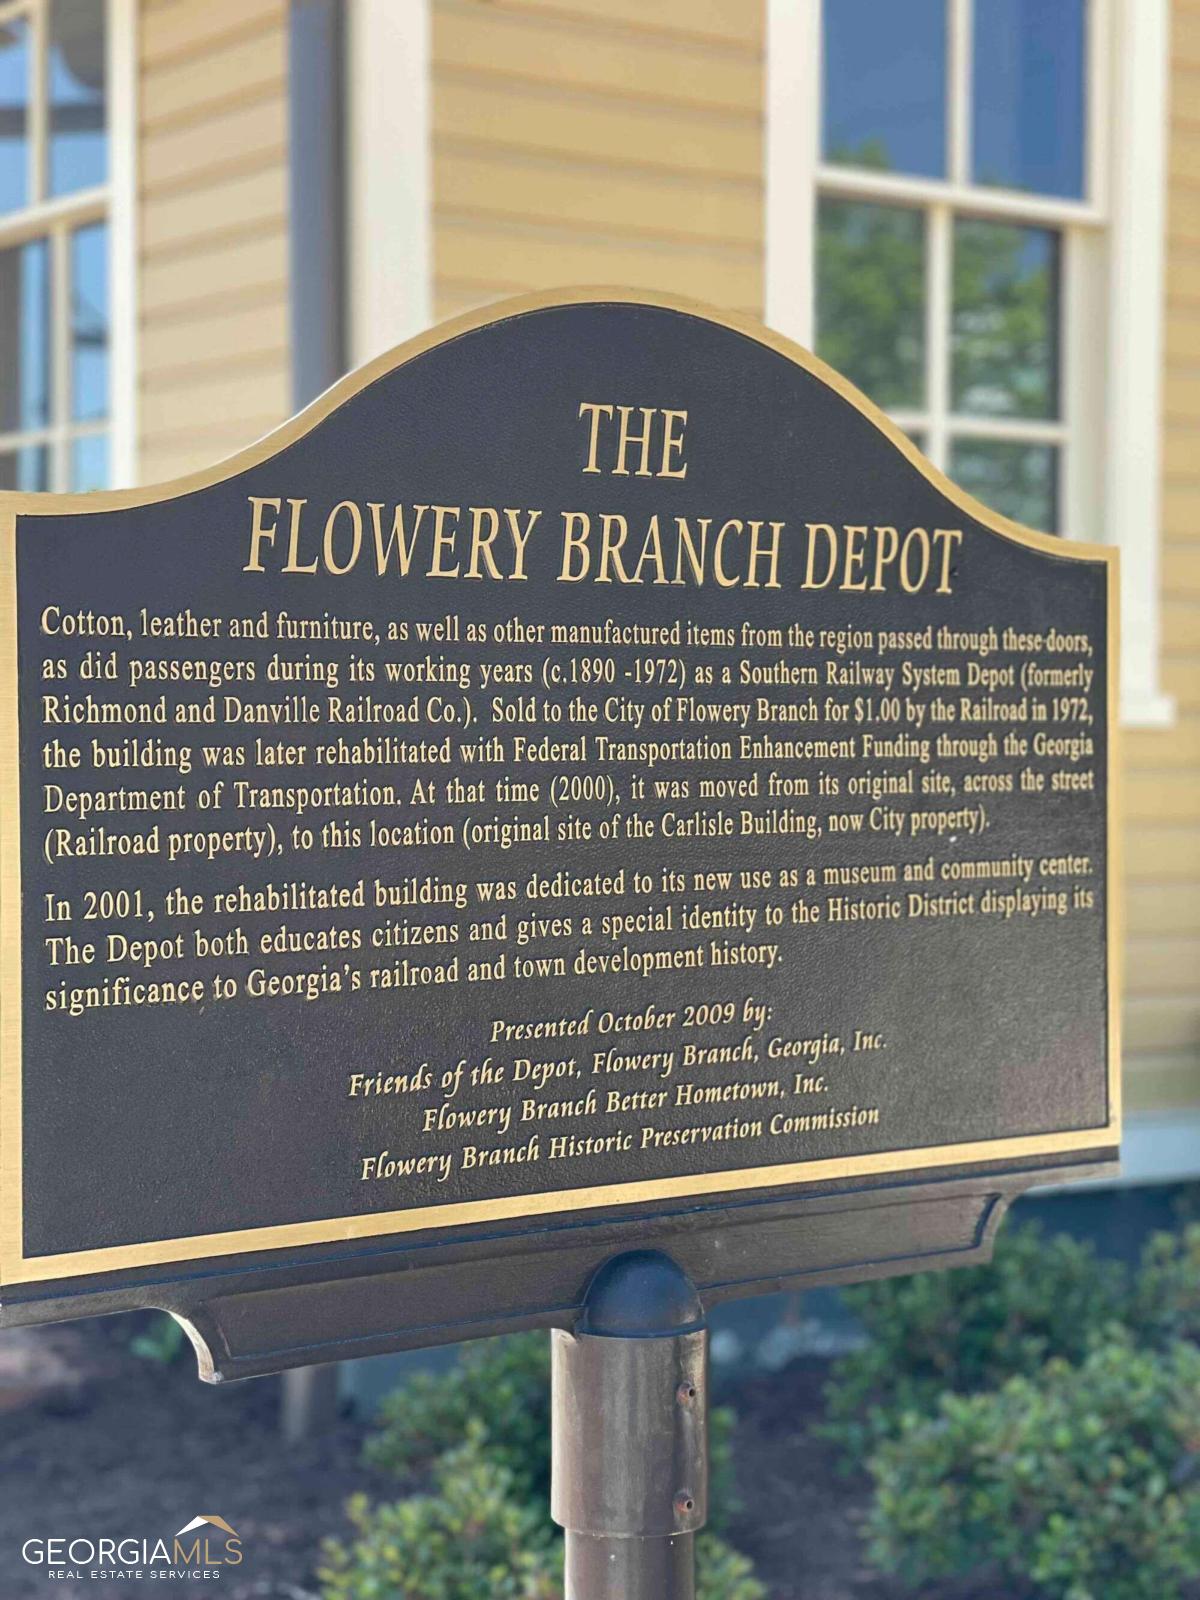 THE
FLOWERY BRANCH DEPOT
Cotton, leather and furniture, as well as other manufactured items from the region passed through these doors,
as did passengers during its working years (c.1890 -1972) as a Southern Railway System Depot (formerly
Richmond and Danville Railroad Co.). Sold to the City of Flowery Branch for $1.00 by the Railroad in 1972,
the building was later rehabilitated with Federal Transportation Enhancement Funding through the Georgia
Department of Transportation. At that time (2000), it was moved from its original site, across the street
(Railroad property), to this location (original site of the Carlisle Building, now City property).
In 2001, the rehabilitated building was dedicated to its new use as a museum and community center.
The Depot both educates citizens and gives a special identity to the Historic District displaying its
significance to Georgia's railroad and town development history.
Presented October 2009 by:
Friends of the Depot, Flowery Branch, Georgia, Inc.
Flowery Branch Better Hometown, Inc.
Flowery Branch Historic Preservation Commission
GEORGIAMLS
REAL ESTATE SERVICES